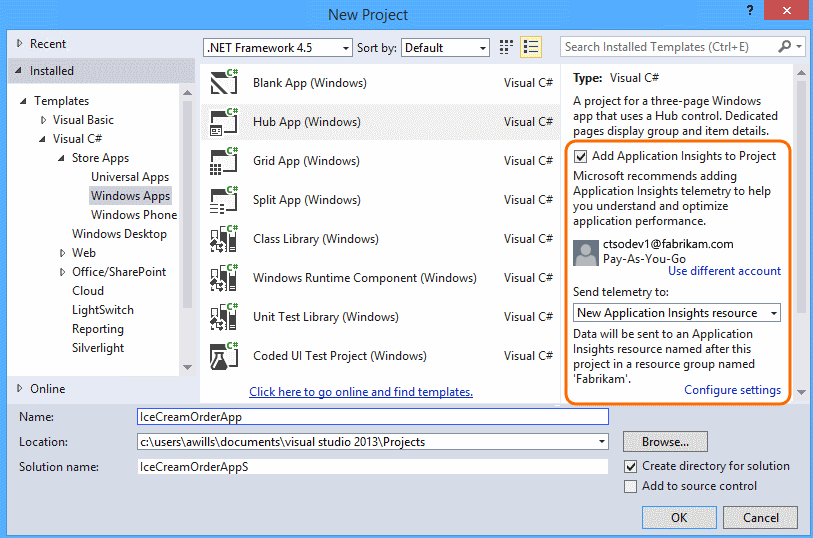 New Project
?
Recent
.NET Framework 4.5
Sort by:
Default
Search Installed Templates (Ctrl+E)
Installed
Templates
Visual Basic
Visual C#
Store Apps
Universal Apps
Windows Apps
Windows Phone
Windows Desktop
Web
Office/SharePoint
Cloud
LightSwitch
Reporting
Silverlight
Online
C# Blank App (Windows) Visual C#
C# Hub App (Windows) Visual C#
C# Grid App (Windows) Visual C#
C# Split App (Windows) Visual C#
C# Class Library (Windows) Visual C#
C# Windows Runtime Component (Windows) Visual C#
C# Unit Test Library (Windows) Visual C#
C# Coded UI Test Project (Windows) Visual C#
Click here to go online and find templates.
Type: Visual C#
A project for a three-page Windows
app that uses a Hub control. Dedicated
pages display group and item details.
Add Application Insights to Project
Microsoft recommends adding
Application Insights telemetry to help
you understand and optimize
application performance.
ctsodev1@fabrikam.com
Pay-As-You-Go
Use different account
Send telemetry to:
New Application Insights resource
Data will be sent to an Application
Insights resource named after this
project in a resource group named
'Fabrikam'.
Configure settings
Name:
IceCreamOrderApp
Location:
c:\users\awills\documents\visual studio 2013\Projects
Browse...
Solution name:
IceCreamOrderAppS
Create directory for solution
Add to source control
OK
Cancel